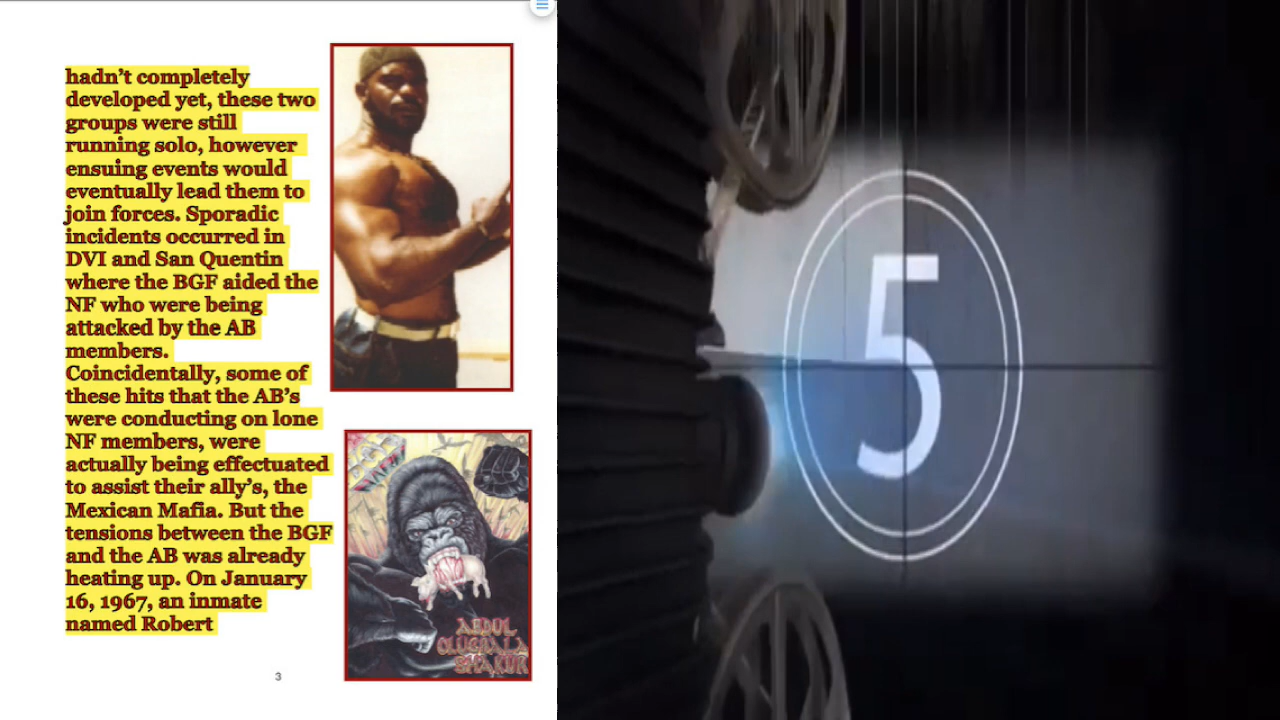 hadn’t completely
developed yet, these two
groups were still
running solo, however
ensuing events would
eventually lead them to
join forces. Sporadic
incidents occurred in
DVI and San Quentin
where the BGF aided the
NF who were being
attacked by the AB
members.
Coincidentally, some of
these hits that the AB’s
were conducting on lone
NF members, were
actually being effectuated
to assist their ally’s, the
Mexican Mafia. But the
tensions between the BGF
and the AB was already
heating up. On January
16, 1967, an inmate
named Robert
ABDUL
OLUGBALA
SHAKUR
3
5